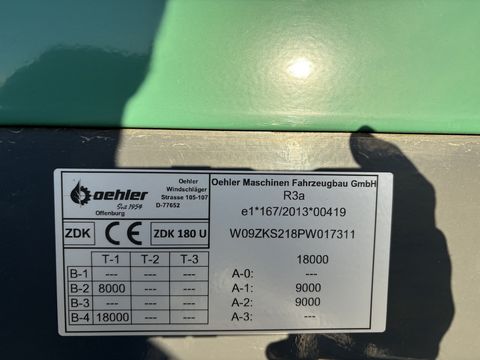 oehler
Seit 1954
Offenburg
Oehler
Windschläger
Strasse 105-107
D-77652
ZDK CE ZDK 180 U
T-1 T-2 T-3
B-1 --- --- ---
B-2 8000 --- ---
B-3 --- --- ---
B-4 18000 --- ---
Oehler Maschinen Fahrzeugbau GmbH
R3a
e1*167/2013*00419
W09ZKS218PW017311
18000
A-0: ---
A-1: 9000
A-2: 9000
A-3: ---